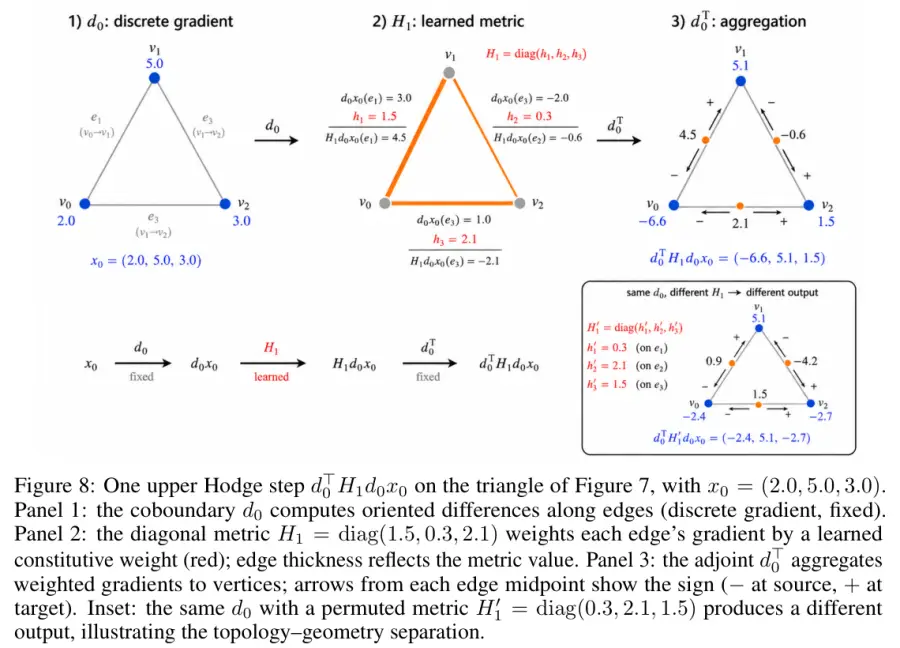 1) d₀: discrete gradient
v₁
5.0
e₁
(v₀→v₁)
e₃
(v₁→v₂)
v₀
2.0
v₂
3.0
e₃
(v₁→v₂)
x₀ = (2.0, 5.0, 3.0)
d₀
2) H₁: learned metric
v₁
H₁ = diag(h₁, h₂, h₃)
d₀x₀(e₁) = 3.0
h₁ = 1.5
H₁d₀x₀(e₁) = 4.5
d₀x₀(e₃) = −2.0
h₂ = 0.3
H₁d₀x₀(e₂) = −0.6
v₀
v₂
d₀x₀(e₃) = 1.0
h₃ = 2.1
H₁d₀x₀(e₃) = −2.1
d₀ᵀ
3) d₀ᵀ: aggregation
v₁
5.1
+
−
4.5
−0.6
−
+
v₀
−6.6
−
2.1
+
v₂
1.5
d₀ᵀH₁d₀x₀ = (−6.6, 5.1, 1.5)
x₀
d₀
fixed
d₀x₀
H₁
learned
H₁d₀x₀
d₀ᵀ
fixed
d₀ᵀH₁d₀x₀
same d₀, different H₁ → different output
H₁′ = diag(h₁′, h₂′, h₃′)
h₁′ = 0.3 (on e₁)
h₂′ = 2.1 (on e₂)
h₃′ = 1.5 (on e₃)
v₁
5.1
+
−
0.9
−4.2
−
+
v₀
−2.4
1.5
−
+
v₂
−2.7
d₀ᵀH₁′d₀x₀ = (−2.4, 5.1, −2.7)
Figure 8: One upper Hodge step d₀⊤H₁d₀x₀ on the triangle of Figure 7, with x₀ = (2.0, 5.0, 3.0).
Panel 1: the coboundary d₀ computes oriented differences along edges (discrete gradient, fixed).
Panel 2: the diagonal metric H₁ = diag(1.5, 0.3, 2.1) weights each edge’s gradient by a learned
constitutive weight (red); edge thickness reflects the metric value. Panel 3: the adjoint d₀⊤ aggregates
weighted gradients to vertices; arrows from each edge midpoint show the sign (− at source, + at
target). Inset: the same d₀ with a permuted metric H₁′ = diag(0.3, 2.1, 1.5) produces a different
output, illustrating the topology–geometry separation.